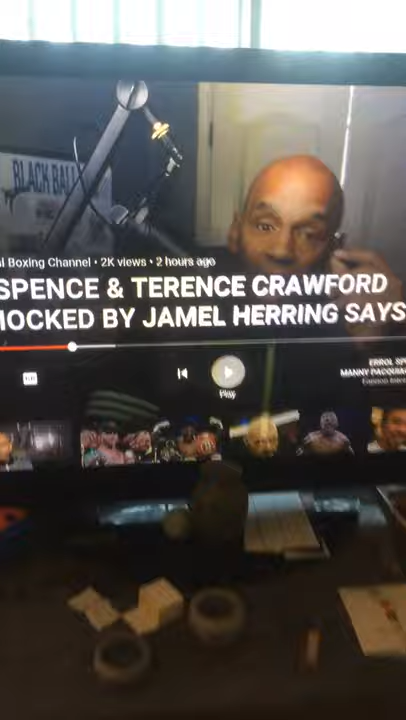 BLACK BALL
Boxing Channel • 2K views • 2 hours ago
SPENCE & TERENCE CRAWFORD
MOCKED BY JAMEL HERRING SAYS
Play
ERROL SP
MANNY PACQUIAO